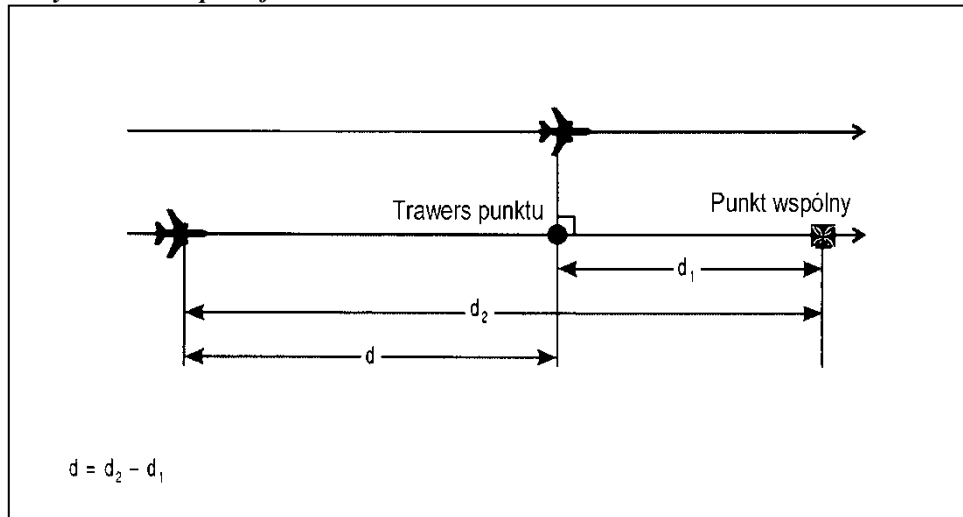 Trawers punktu
Punkt wspólny
d₁
d₂
d
d = d₂ – d₁